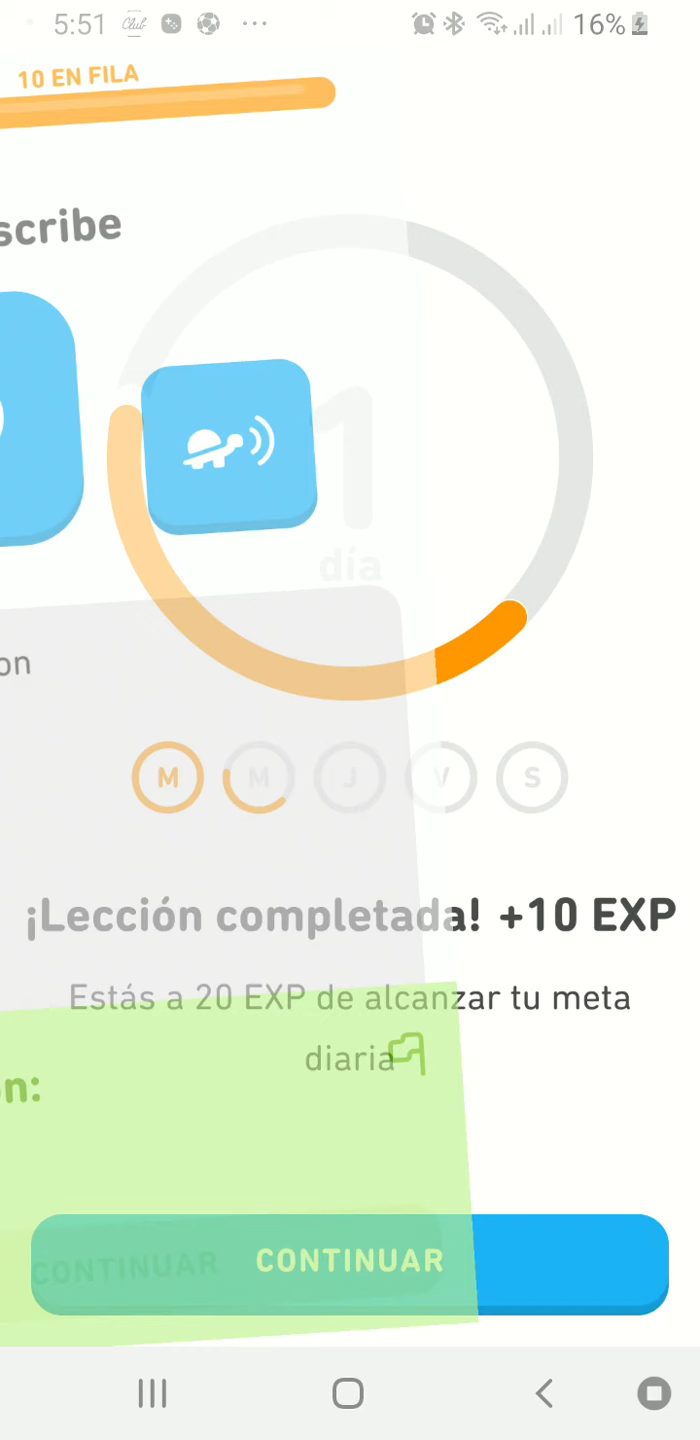 5:51 Club 16%
10 EN FILA
scribe
1
día
on
M M J V S
¡Lección completada! +10 EXP
Estás a 20 EXP de alcanzar tu meta
diaria
n:
CONTINUAR CONTINUAR